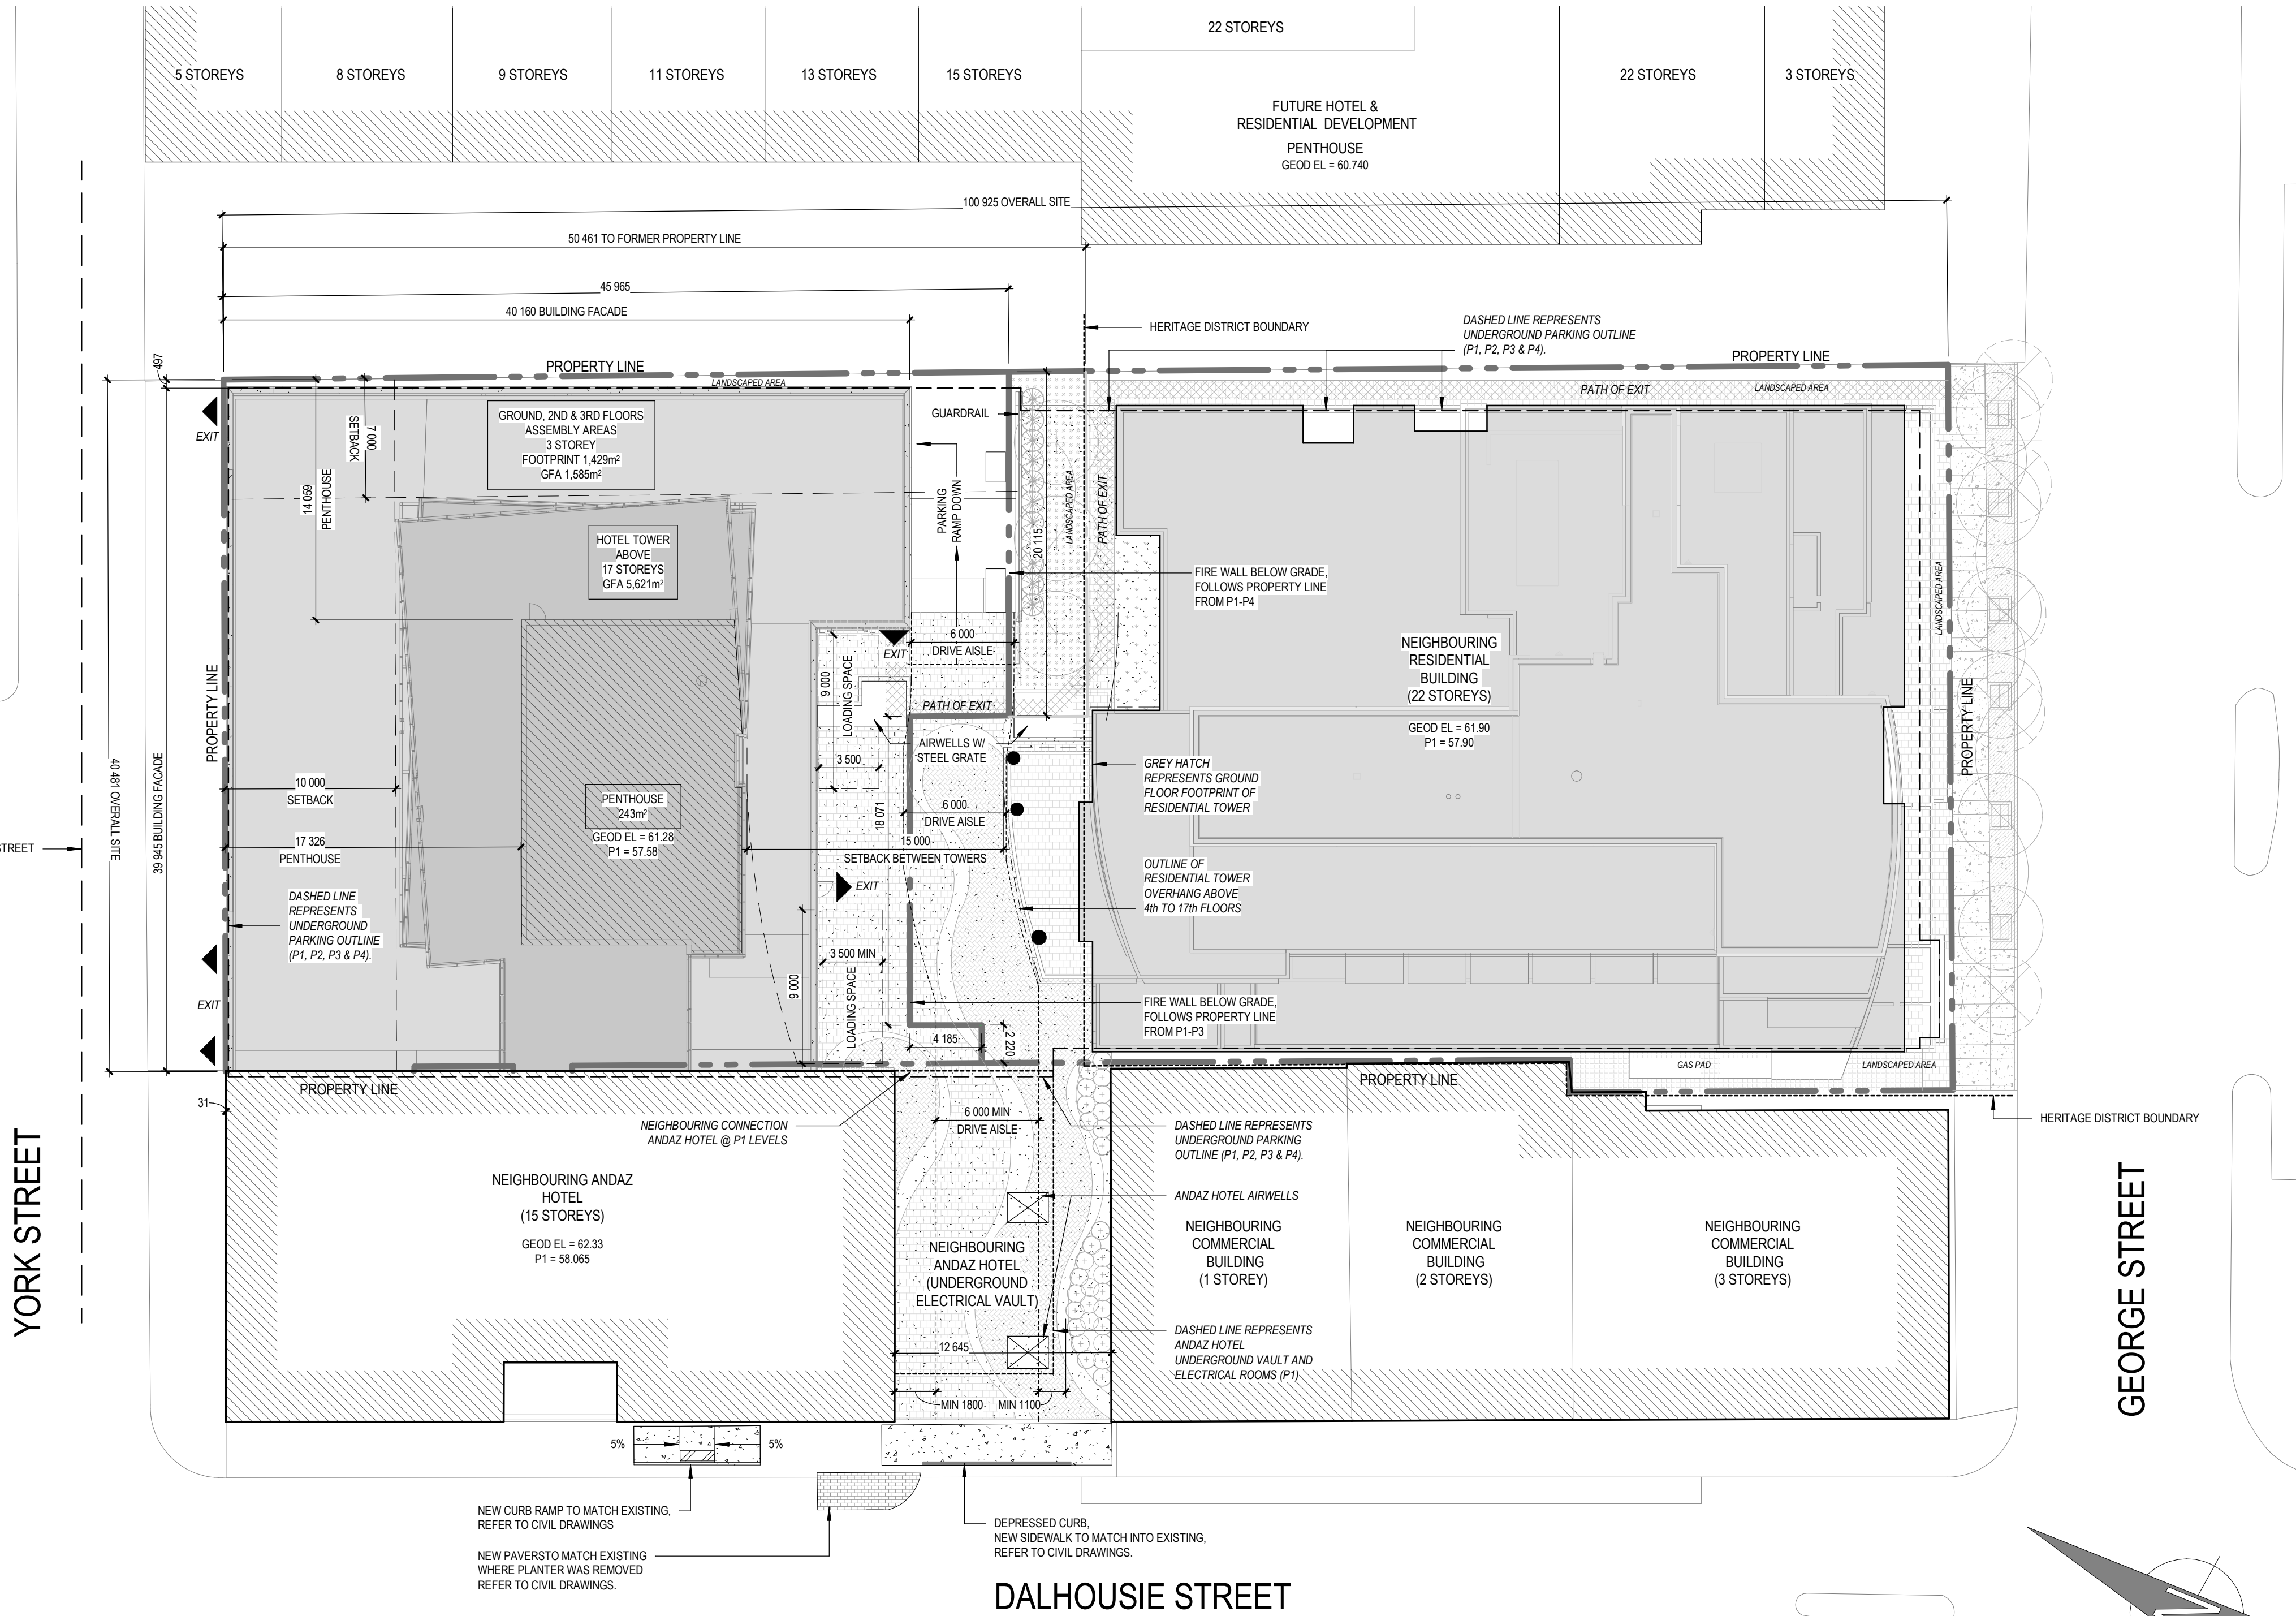 22 STOREYS
5 STOREYS
8 STOREYS
9 STOREYS
11 STOREYS
13 STOREYS
15 STOREYS
22 STOREYS
3 STOREYS
FUTURE HOTEL &
RESIDENTIAL DEVELOPMENT
PENTHOUSE
GEOD EL = 60.740
100 925 OVERALL SITE
50 461 TO FORMER PROPERTY LINE
45 965
40 160 BUILDING FACADE
HERITAGE DISTRICT BOUNDARY
DASHED LINE REPRESENTS
UNDERGROUND PARKING OUTLINE
(P1, P2, P3 & P4).
PROPERTY LINE
PROPERTY LINE
497
LANDSCAPED AREA
PATH OF EXIT
LANDSCAPED AREA
EXIT
7 000
SETBACK
GROUND, 2ND & 3RD FLOORS
ASSEMBLY AREAS
3 STOREY
FOOTPRINT 1,429m²
GFA 1,585m²
GUARDRAIL
14 059
PENTHOUSE
PARKING
RAMP DOWN
LANDSCAPED AREA
PATH OF EXIT
20 115
HOTEL TOWER
ABOVE
17 STOREYS
GFA 5,621m²
FIRE WALL BELOW GRADE,
FOLLOWS PROPERTY LINE
FROM P1-P4
LANDSCAPED AREA
6 000
DRIVE AISLE
EXIT
NEIGHBOURING
RESIDENTIAL
BUILDING
(22 STOREYS)
GEOD EL = 61.90
P1 = 57.90
PROPERTY LINE
9 000
LOADING SPACE
PATH OF EXIT
PROPERTY LINE
AIRWELLS W/
STEEL GRATE
3 500
GREY HATCH
REPRESENTS GROUND
FLOOR FOOTPRINT OF
RESIDENTIAL TOWER
40 481 OVERALL SITE
39 945 BUILDING FACADE
10 000
SETBACK
PENTHOUSE
243m²
GEOD EL = 61.28
P1 = 57.58
18 071
6 000
DRIVE AISLE
15 000
SETBACK BETWEEN TOWERS
TREET
17 326
PENTHOUSE
OUTLINE OF
RESIDENTIAL TOWER
OVERHANG ABOVE
4th TO 17th FLOORS
EXIT
DASHED LINE
REPRESENTS
UNDERGROUND
PARKING OUTLINE
(P1, P2, P3 & P4).
3 500 MIN
9 000
LOADING SPACE
EXIT
FIRE WALL BELOW GRADE,
FOLLOWS PROPERTY LINE
FROM P1-P3
4 185
2 220
GAS PAD
LANDSCAPED AREA
PROPERTY LINE
PROPERTY LINE
31
6 000 MIN
DRIVE AISLE
NEIGHBOURING CONNECTION
ANDAZ HOTEL @ P1 LEVELS
DASHED LINE REPRESENTS
UNDERGROUND PARKING
OUTLINE (P1, P2, P3 & P4).
HERITAGE DISTRICT BOUNDARY
YORK STREET
NEIGHBOURING ANDAZ
HOTEL
(15 STOREYS)
GEOD EL = 62.33
P1 = 58.065
ANDAZ HOTEL AIRWELLS
NEIGHBOURING
ANDAZ HOTEL
(UNDERGROUND
ELECTRICAL VAULT)
NEIGHBOURING
COMMERCIAL
BUILDING
(1 STOREY)
NEIGHBOURING
COMMERCIAL
BUILDING
(2 STOREYS)
NEIGHBOURING
COMMERCIAL
BUILDING
(3 STOREYS)
GEORGE STREET
12 645
DASHED LINE REPRESENTS
ANDAZ HOTEL
UNDERGROUND VAULT AND
ELECTRICAL ROOMS (P1)
MIN 1800
MIN 1100
5%
5%
NEW CURB RAMP TO MATCH EXISTING,
REFER TO CIVIL DRAWINGS
NEW PAVERSTO MATCH EXISTING
WHERE PLANTER WAS REMOVED
REFER TO CIVIL DRAWINGS.
DEPRESSED CURB,
NEW SIDEWALK TO MATCH INTO EXISTING,
REFER TO CIVIL DRAWINGS.
DALHOUSIE STREET